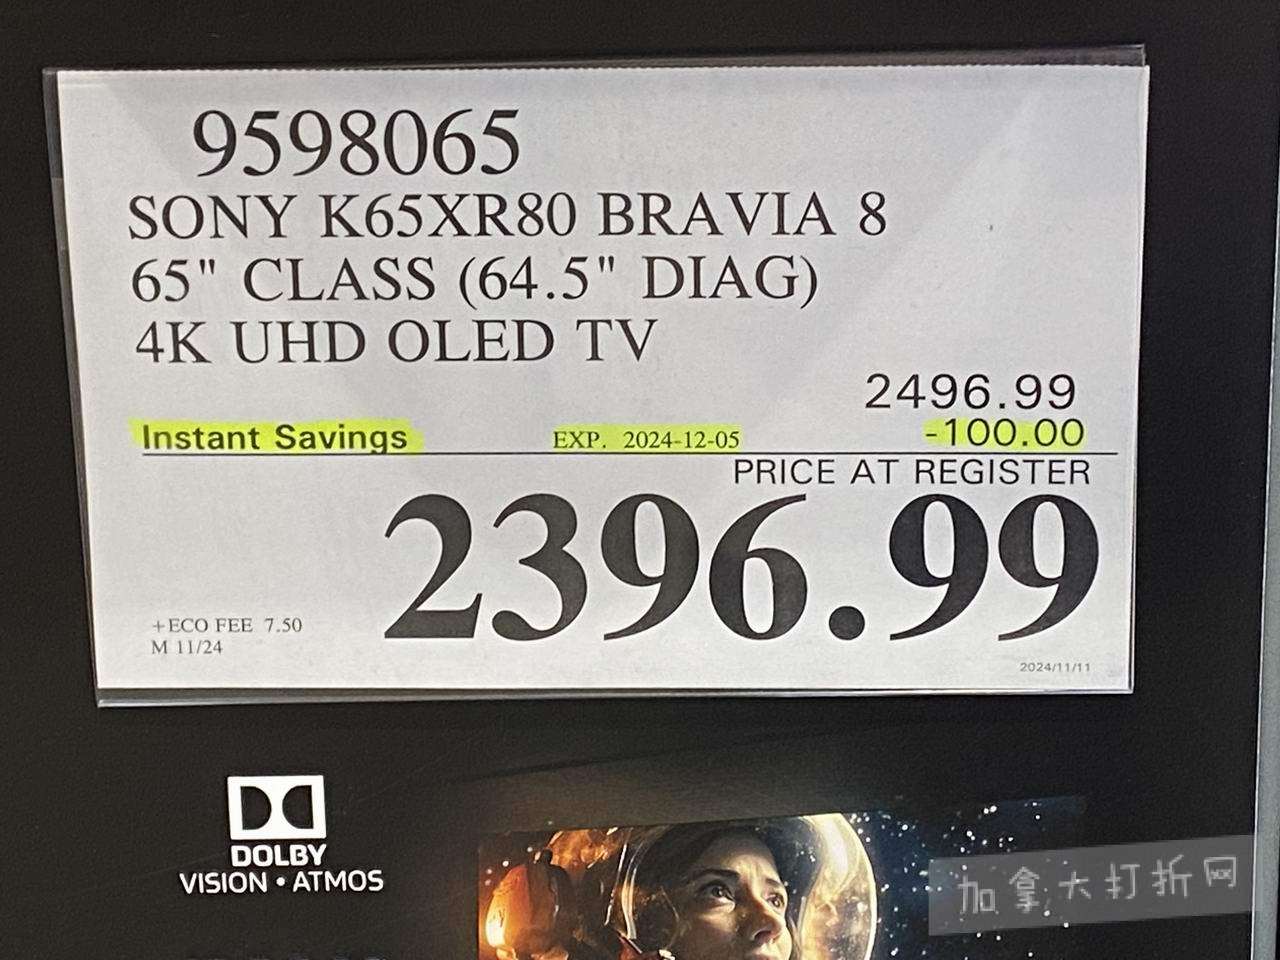 9598065
SONY K65XR80 BRAVIA 8
65" CLASS (64.5" DIAG)
4K UHD OLED TV
2496.99
Instant Savings EXP. 2024-12-05 -100.00
PRICE AT REGISTER
2396.99
+ECO FEE 7.50
M 11/24
2024/11/11
DOLBY
VISION • ATMOS
加拿大打折网